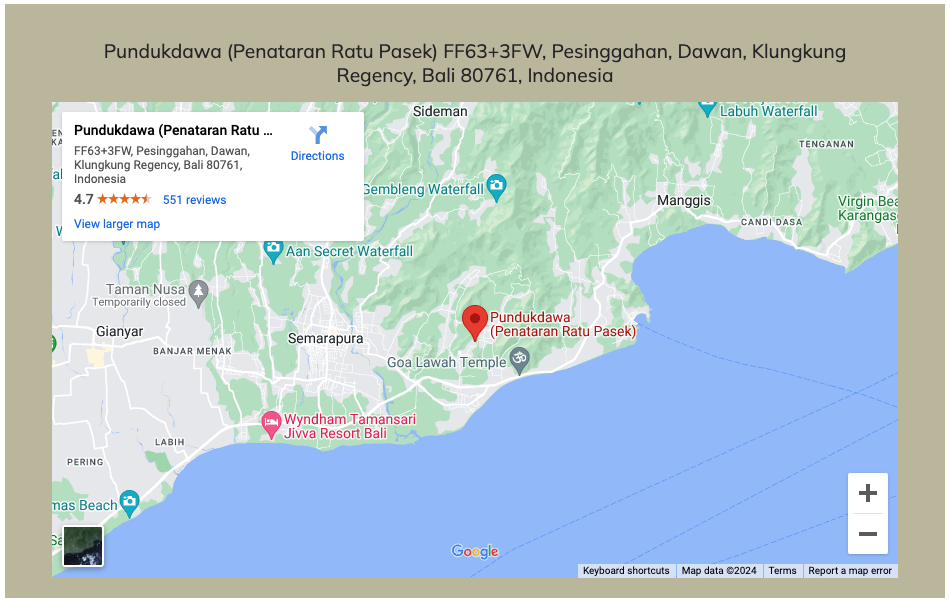 Pundukdawa (Penataran Ratu Pasek) FF63+3FW, Pesinggahan, Dawan, Klungkung
Regency, Bali 80761, Indonesia
Pundukdawa (Penataran Ratu ...
FF63+3FW, Pesinggahan, Dawan,
Klungkung Regency, Bali 80761,
Indonesia
4.7
551 reviews
View larger map
Directions
Sideman
Labuh Waterfall
TENGANAN
Gembleng Waterfall
Manggis
Virgin Bea
Karangas
CANDI DASA
Aan Secret Waterfall
Taman Nusa
Temporarily closed
Gianyar
Semarapura
Pundukdawa
(Penataran Ratu Pasek)
BANJAR MENAK
Goa Lawah Temple
Wyndham Tamansari
Jivva Resort Bali
LABIH
PERING
mas Beach
Google
Keyboard shortcuts
Map data ©2024
Terms
Report a map error